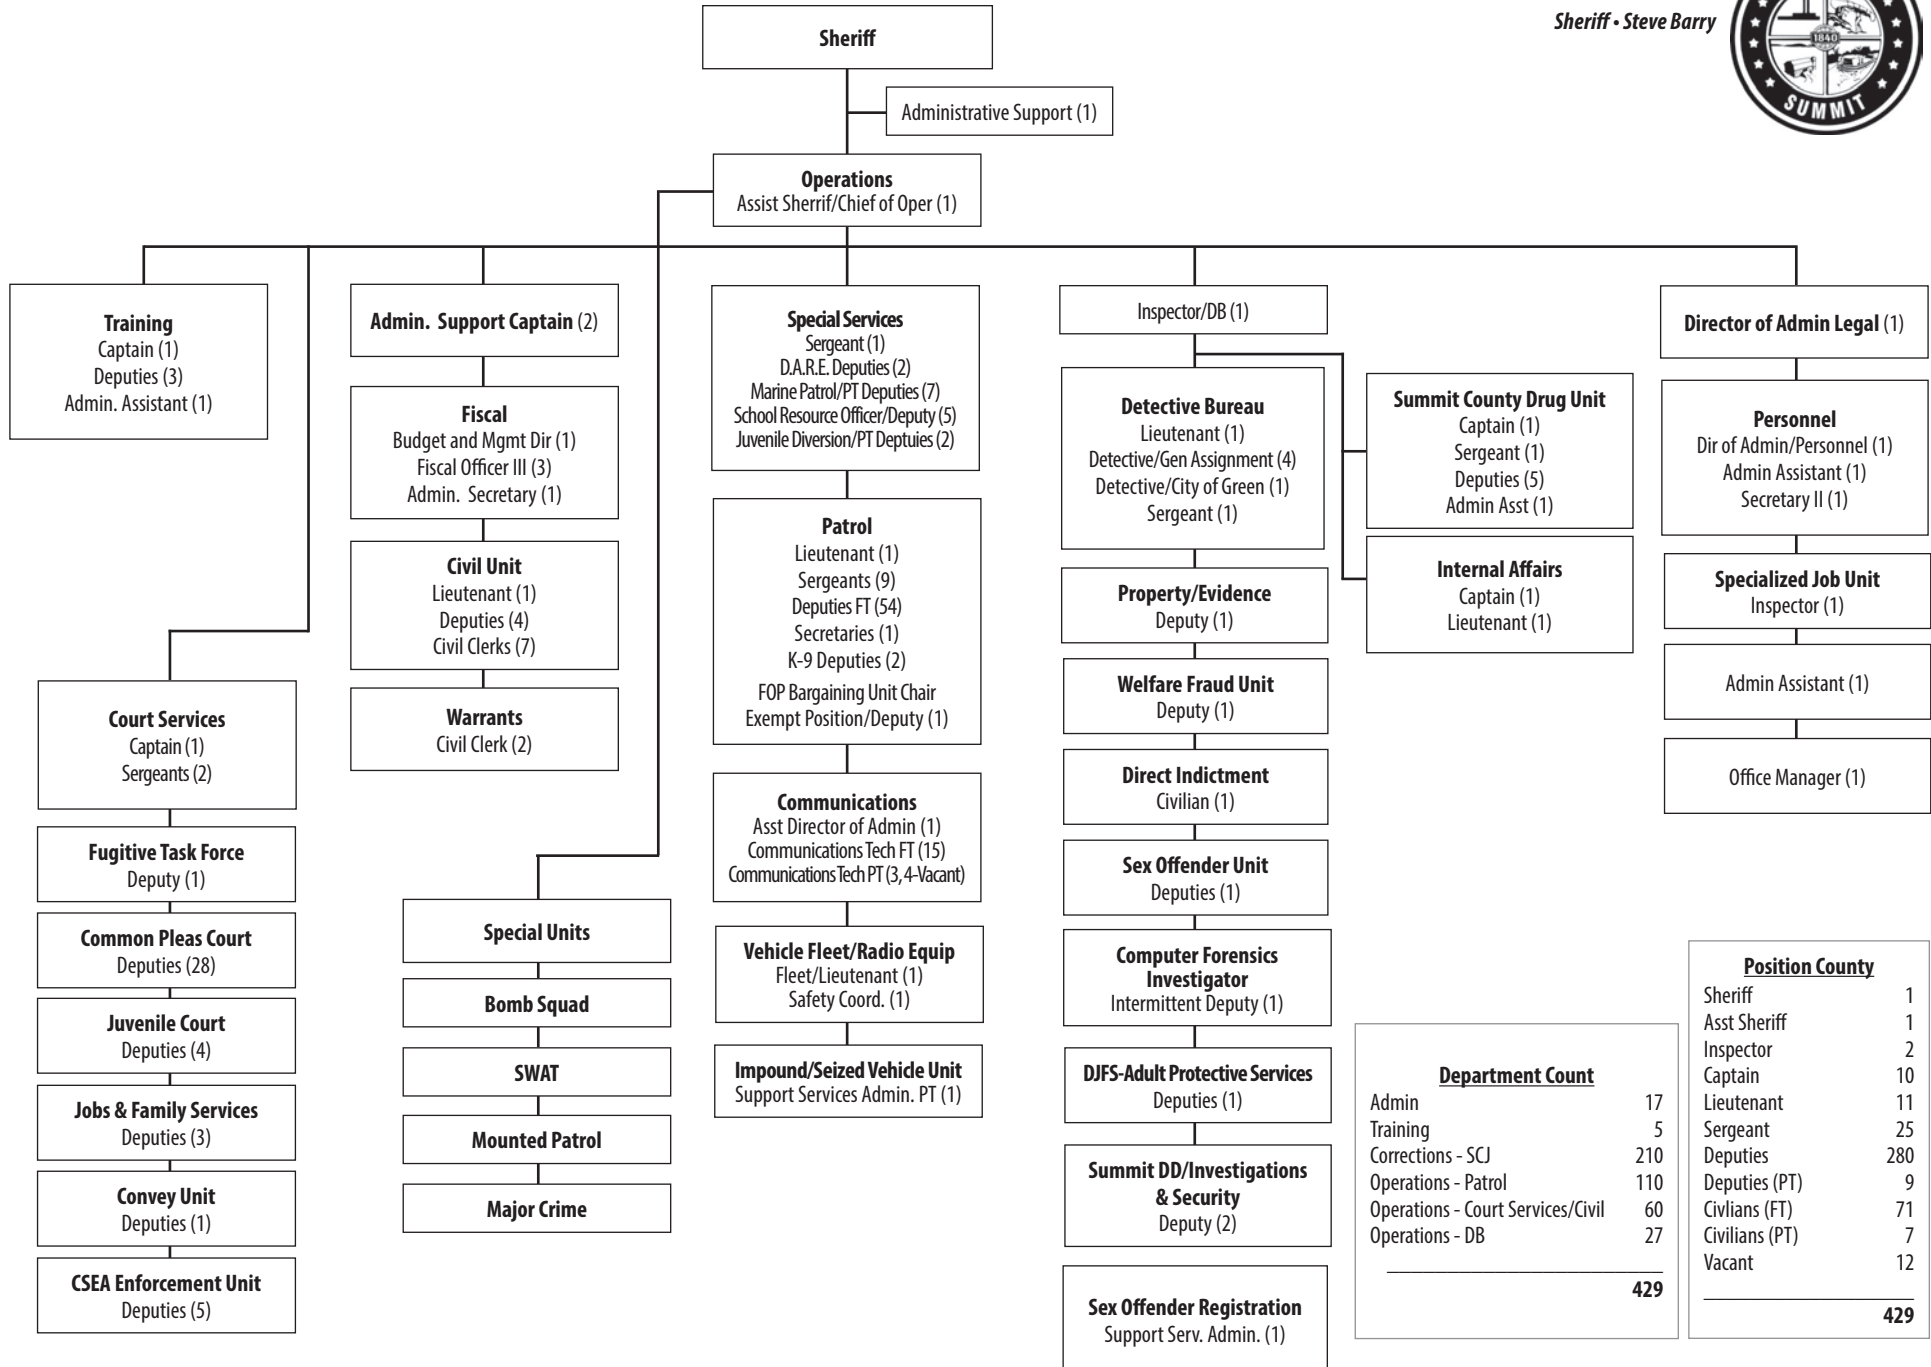 Sheriff • Steve Barry
1840
SUMMIT
Sheriff
Administrative Support (1)
Operations
Assist Sherrif/Chief of Oper (1)
Training
Captain (1)
Deputies (3)
Admin. Assistant (1)
Admin. Support Captain (2)
Fiscal
Budget and Mgmt Dir (1)
Fiscal Officer III (3)
Admin. Secretary (1)
Civil Unit
Lieutenant (1)
Deputies (4)
Civil Clerks (7)
Warrants
Civil Clerk (2)
Court Services
Captain (1)
Sergeants (2)
Fugitive Task Force
Deputy (1)
Common Pleas Court
Deputies (28)
Juvenile Court
Deputies (4)
Jobs & Family Services
Deputies (3)
Convey Unit
Deputies (1)
CSEA Enforcement Unit
Deputies (5)
Special Units
Bomb Squad
SWAT
Mounted Patrol
Major Crime
Special Services
Sergeant (1)
D.A.R.E. Deputies (2)
Marine Patrol/PT Deputies (7)
School Resource Officer/Deputy (5)
Juvenile Diversion/PT Deptuies (2)
Patrol
Lieutenant (1)
Sergeants (9)
Deputies FT (54)
Secretaries (1)
K-9 Deputies (2)
FOP Bargaining Unit Chair
Exempt Position/Deputy (1)
Communications
Asst Director of Admin (1)
Communications Tech FT (15)
Communications Tech PT (3, 4-Vacant)
Vehicle Fleet/Radio Equip
Fleet/Lieutenant (1)
Safety Coord. (1)
Impound/Seized Vehicle Unit
Support Services Admin. PT (1)
Inspector/DB (1)
Detective Bureau
Lieutenant (1)
Detective/Gen Assignment (4)
Detective/City of Green (1)
Sergeant (1)
Property/Evidence
Deputy (1)
Welfare Fraud Unit
Deputy (1)
Direct Indictment
Civilian (1)
Sex Offender Unit
Deputies (1)
Computer Forensics
Investigator
Intermittent Deputy (1)
DJFS-Adult Protective Services
Deputies (1)
Summit DD/Investigations
& Security
Deputy (2)
Sex Offender Registration
Support Serv. Admin. (1)
Summit County Drug Unit
Captain (1)
Sergeant (1)
Deputies (5)
Admin Asst (1)
Internal Affairs
Captain (1)
Lieutenant (1)
Director of Admin Legal (1)
Personnel
Dir of Admin/Personnel (1)
Admin Assistant (1)
Secretary II (1)
Specialized Job Unit
Inspector (1)
Admin Assistant (1)
Office Manager (1)
Department Count
Admin 17
Training 5
Corrections - SCJ 210
Operations - Patrol 110
Operations - Court Services/Civil 60
Operations - DB 27
429
Position County
Sheriff 1
Asst Sheriff 1
Inspector 2
Captain 10
Lieutenant 11
Sergeant 25
Deputies 280
Deputies (PT) 9
Civlians (FT) 71
Civilians (PT) 7
Vacant 12
429